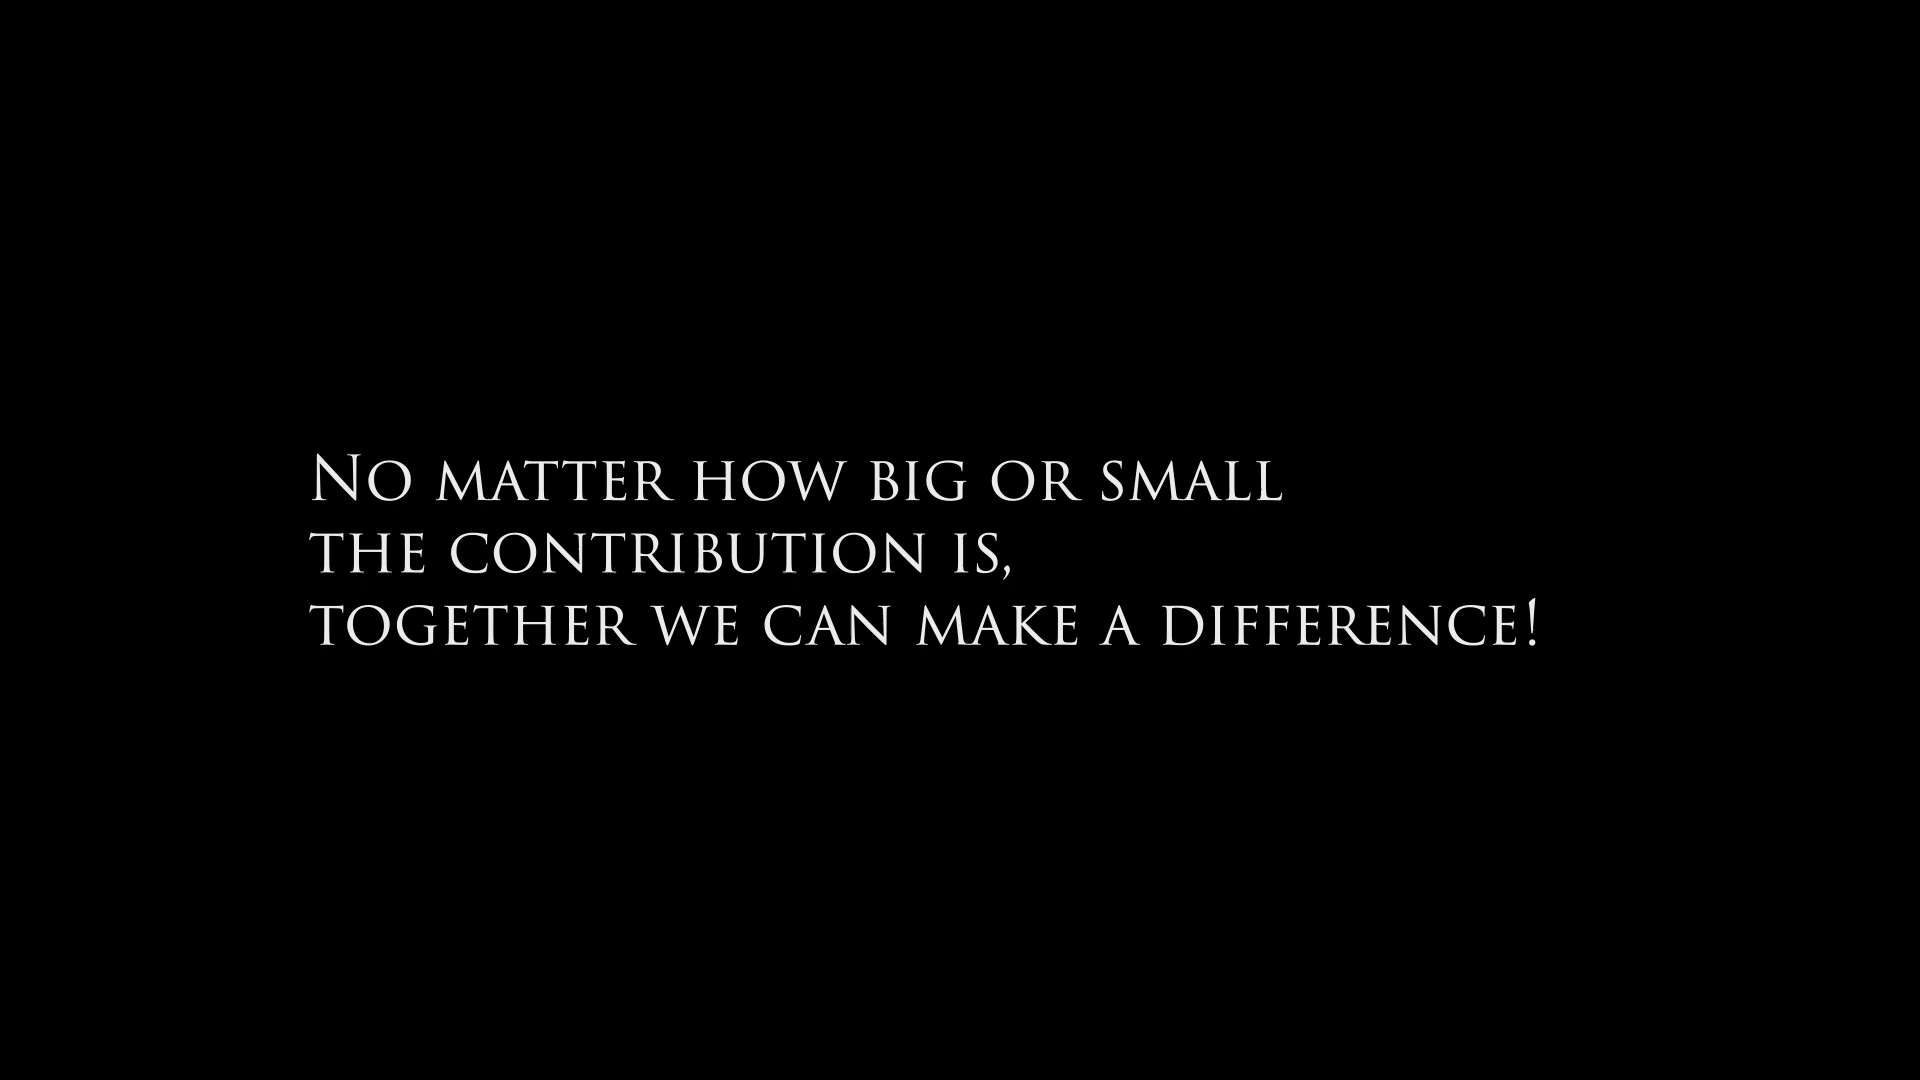 No matter how big or small
the contribution is,
together we can make a difference!